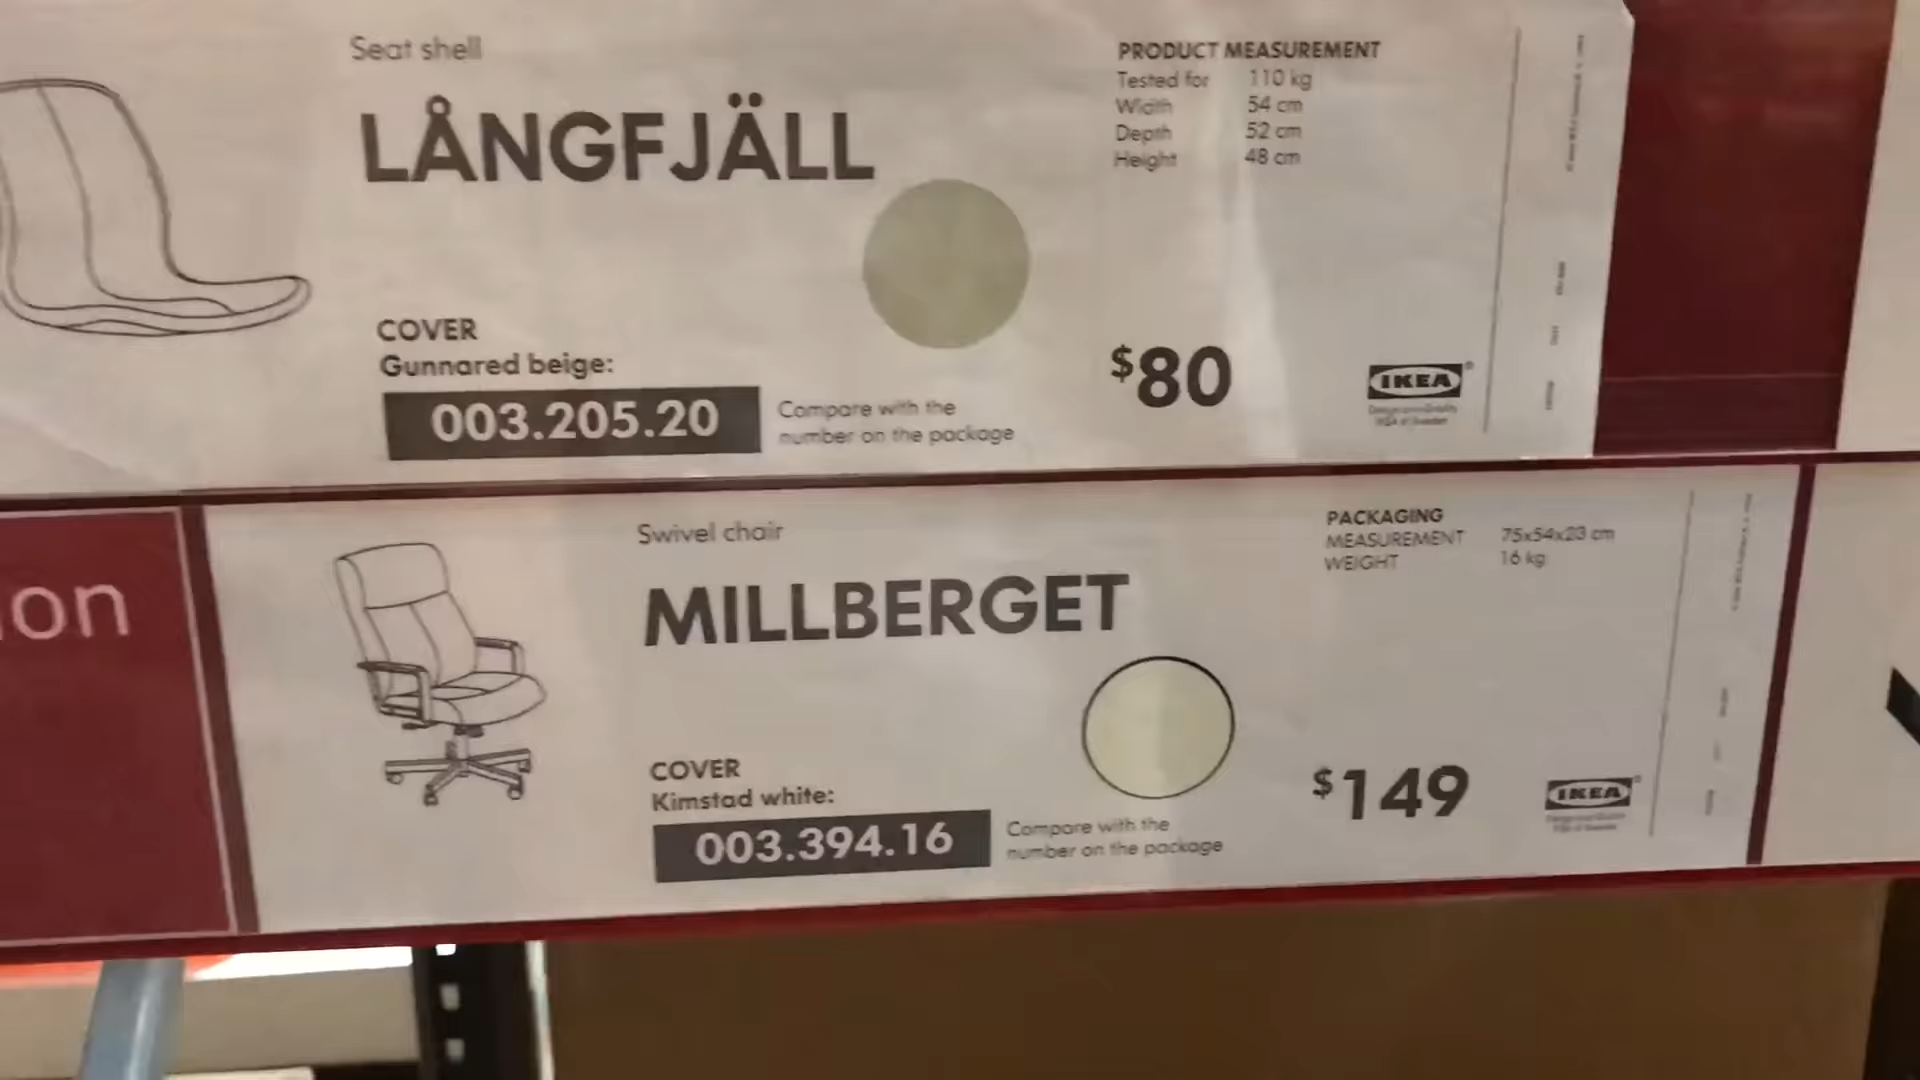 Seat shell
LÅNGFJÄLL
COVER
Gunnared beige:
003.205.20
Compare with the
number on the package
PRODUCT MEASUREMENT
Tested for 110 kg
Width 54 cm
Depth 52 cm
Height 48 cm
$80
IKEA
on
Swivel chair
MILLBERGET
COVER
Kimstad white:
003.394.16
Compare with the
number on the package
PACKAGING
MEASUREMENT 75x54x23 cm
WEIGHT 16 kg
$149
IKEA